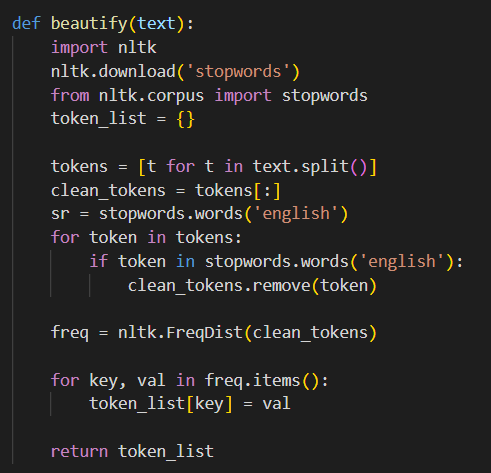 def beautify(text):
    import nltk
    nltk.download('stopwords')
    from nltk.corpus import stopwords
    token_list = {}

    tokens = [t for t in text.split()]
    clean_tokens = tokens[:]
    sr = stopwords.words('english')
    for token in tokens:
        if token in stopwords.words('english'):
            clean_tokens.remove(token)

    freq = nltk.FreqDist(clean_tokens)

    for key, val in freq.items():
        token_list[key] = val

    return token_list